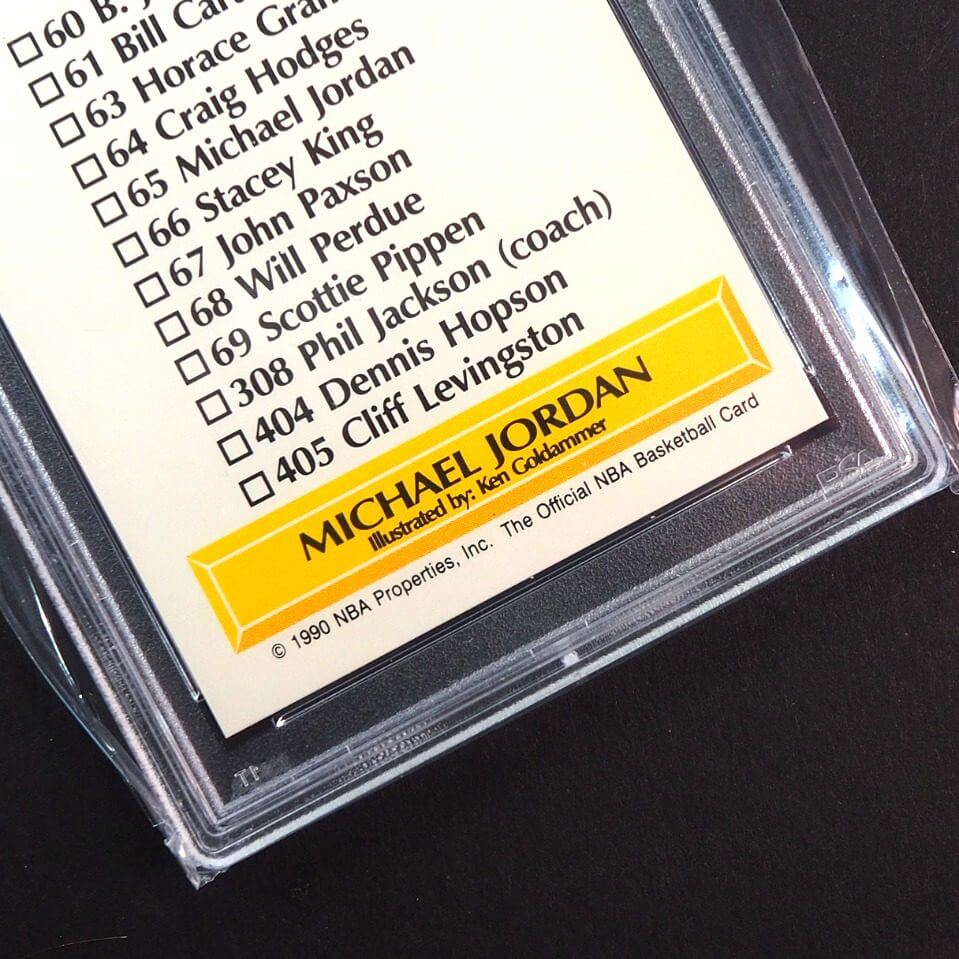 ☐ 60 B.
☐ 61 Bill
☐ 63 Horace
☐ 64 Craig Hodges
☐ 65 Michael Jordan
☐ 66 Stacey King
☐ 67 John Paxson
☐ 68 Will Perdue
☐ 69 Scottie Pippen
☐ 308 Phil Jackson (coach)
☐ 404 Dennis Hopson
☐ 405 Cliff Levingston
MICHAEL JORDAN
Illustrated by: Ken Goldammer
© 1990 NBA Properties, Inc. The Official NBA Basketball Card
PSA